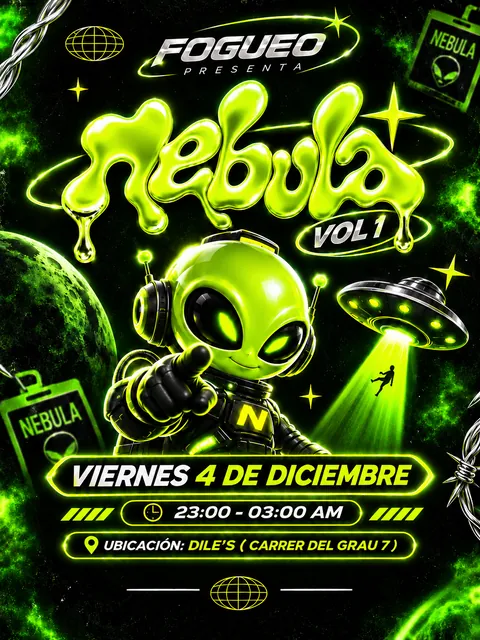 FOGUEO
PRESENTA
NEBULA
nebula
VOL 1
NÉBULA
N
VIERNES 4 DE DICIEMBRE
23:00 - 03:00 AM
UBICACIÓN: DILE'S ( CARRER DEL GRAU 7 )